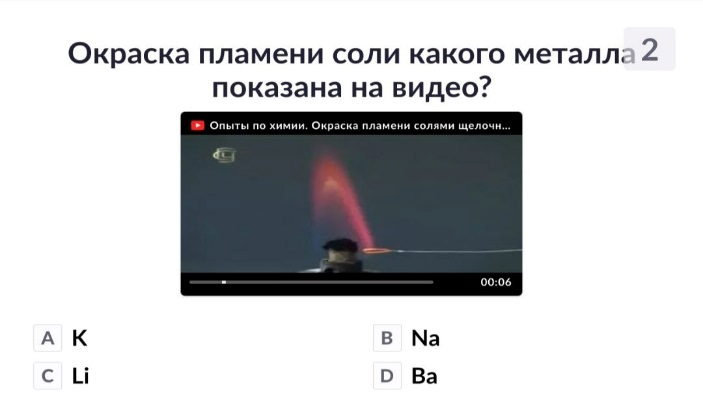 Окраска пламени соли какого металла 2
показана на видео?
Опыты по химии. Окраска пламени солями щелочн...
00:06
A K
B Na
C Li
D Ba